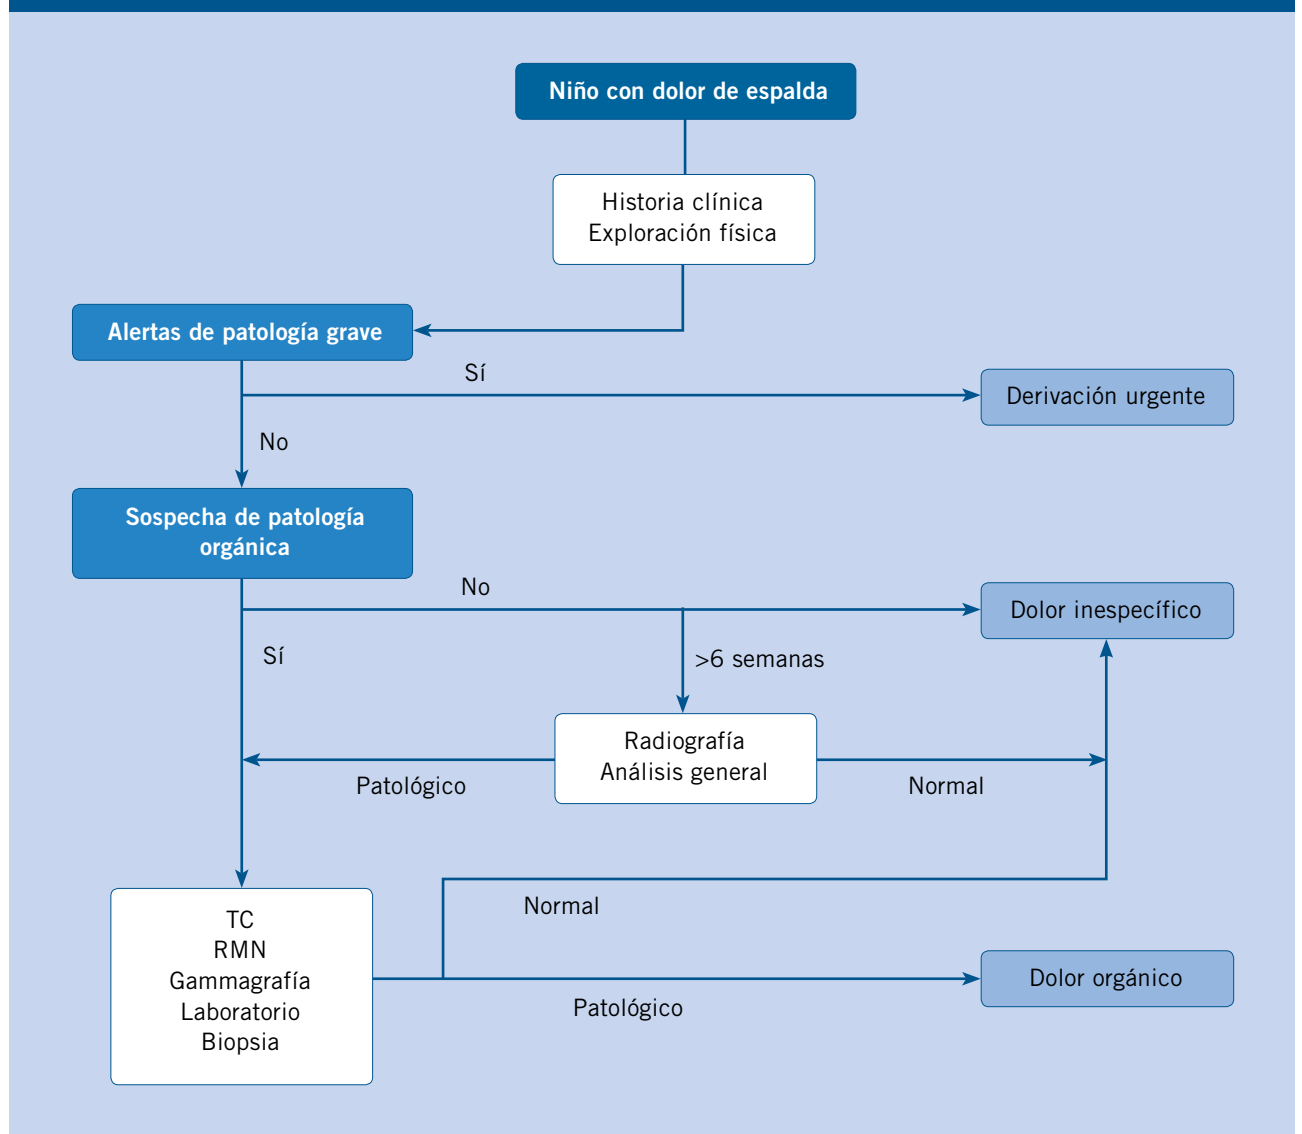 Niño con dolor de espalda
Historia clínica
Exploración física
Alertas de patología grave
Sí
Derivación urgente
No
Sospecha de patología
orgánica
No
Dolor inespecífico
Sí
>6 semanas
Radiografía
Análisis general
Patológico
Normal
Normal
TC
RMN
Gammagrafía
Laboratorio
Biopsia
Dolor orgánico
Patológico